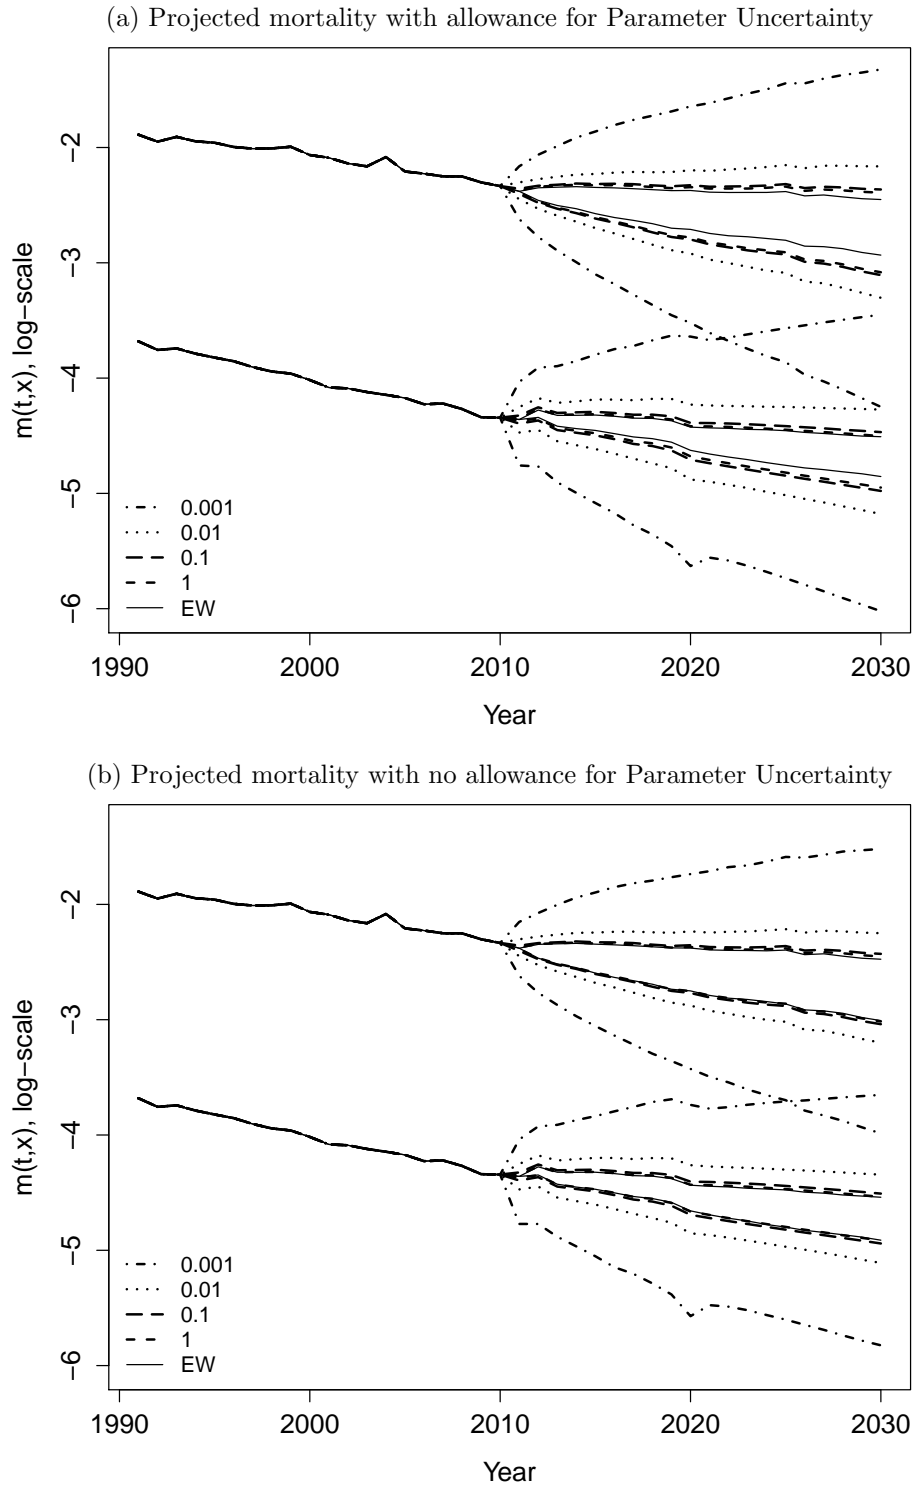 (a) Projected mortality with allowance for Parameter Uncertainty
−2
−3
−4
−5
−6
m(t,x), log−scale
0.001
0.01
0.1
1
EW
1990 2000 2010 2020 2030
Year
(b) Projected mortality with no allowance for Parameter Uncertainty
−2
−3
−4
−5
−6
m(t,x), log−scale
0.001
0.01
0.1
1
EW
1990 2000 2010 2020 2030
Year